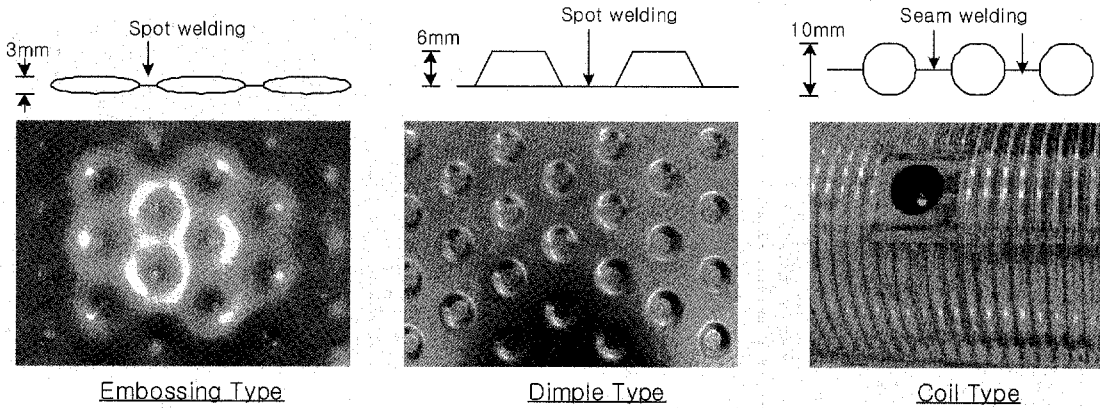 Spot welding
3mm
Embossing Type
Spot welding
6mm
Dimple Type
Seam welding
10mm
Coil Type